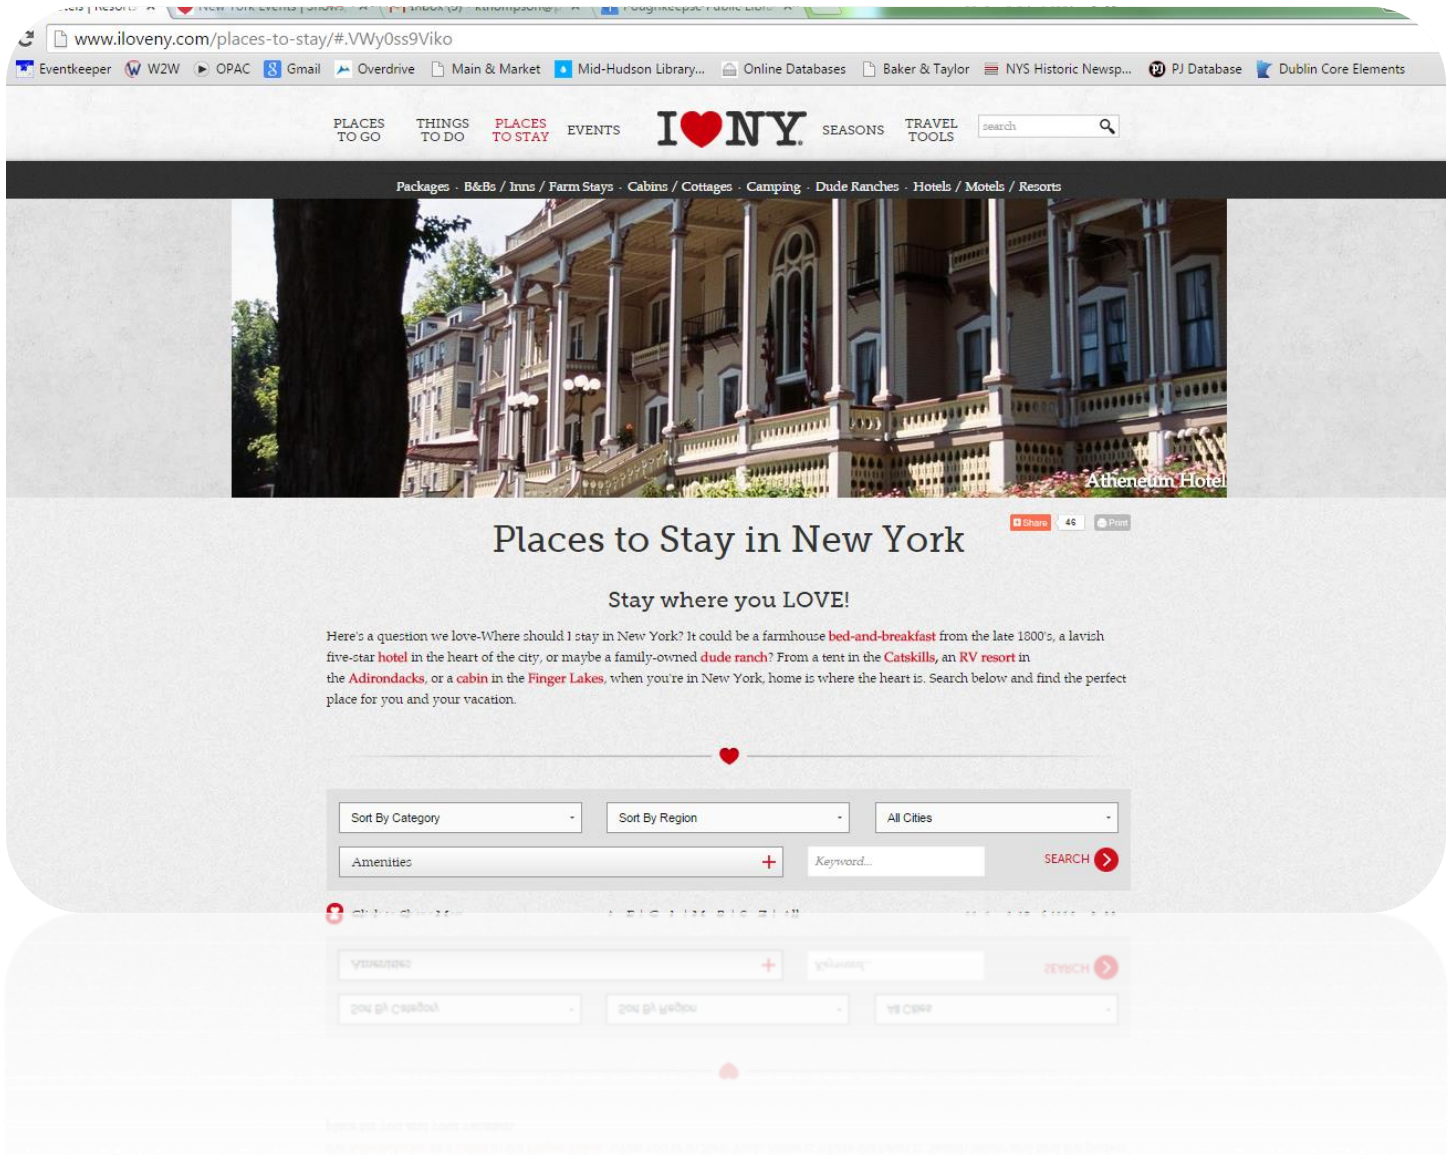 New York Events | Shows
www.iloveny.com/places-to-stay/#.VWy0ss9Viko
Eventkeeper W2W OPAC Gmail Overdrive Main & Market Mid-Hudson Library... Online Databases Baker & Taylor NYS Historic Newsp... PJ Database Dublin Core Elements
PLACES TO GO
THINGS TO DO
PLACES TO STAY
EVENTS
I NY
SEASONS
TRAVEL TOOLS
search
Packages · B&Bs / Inns / Farm Stays · Cabins / Cottages · Camping · Dude Ranches · Hotels / Motels / Resorts
Atheneum Hotel
Places to Stay in New York
Share 46 Print
Stay where you LOVE!
Here's a question we love-Where should I stay in New York? It could be a farmhouse bed-and-breakfast from the late 1800's, a lavish
five-star hotel in the heart of the city, or maybe a family-owned dude ranch? From a tent in the Catskills, an RV resort in
the Adirondacks, or a cabin in the Finger Lakes, when you're in New York, home is where the heart is. Search below and find the perfect
place for you and your vacation.
Sort By Category Sort By Region All Cities
Amenities Keyword... SEARCH